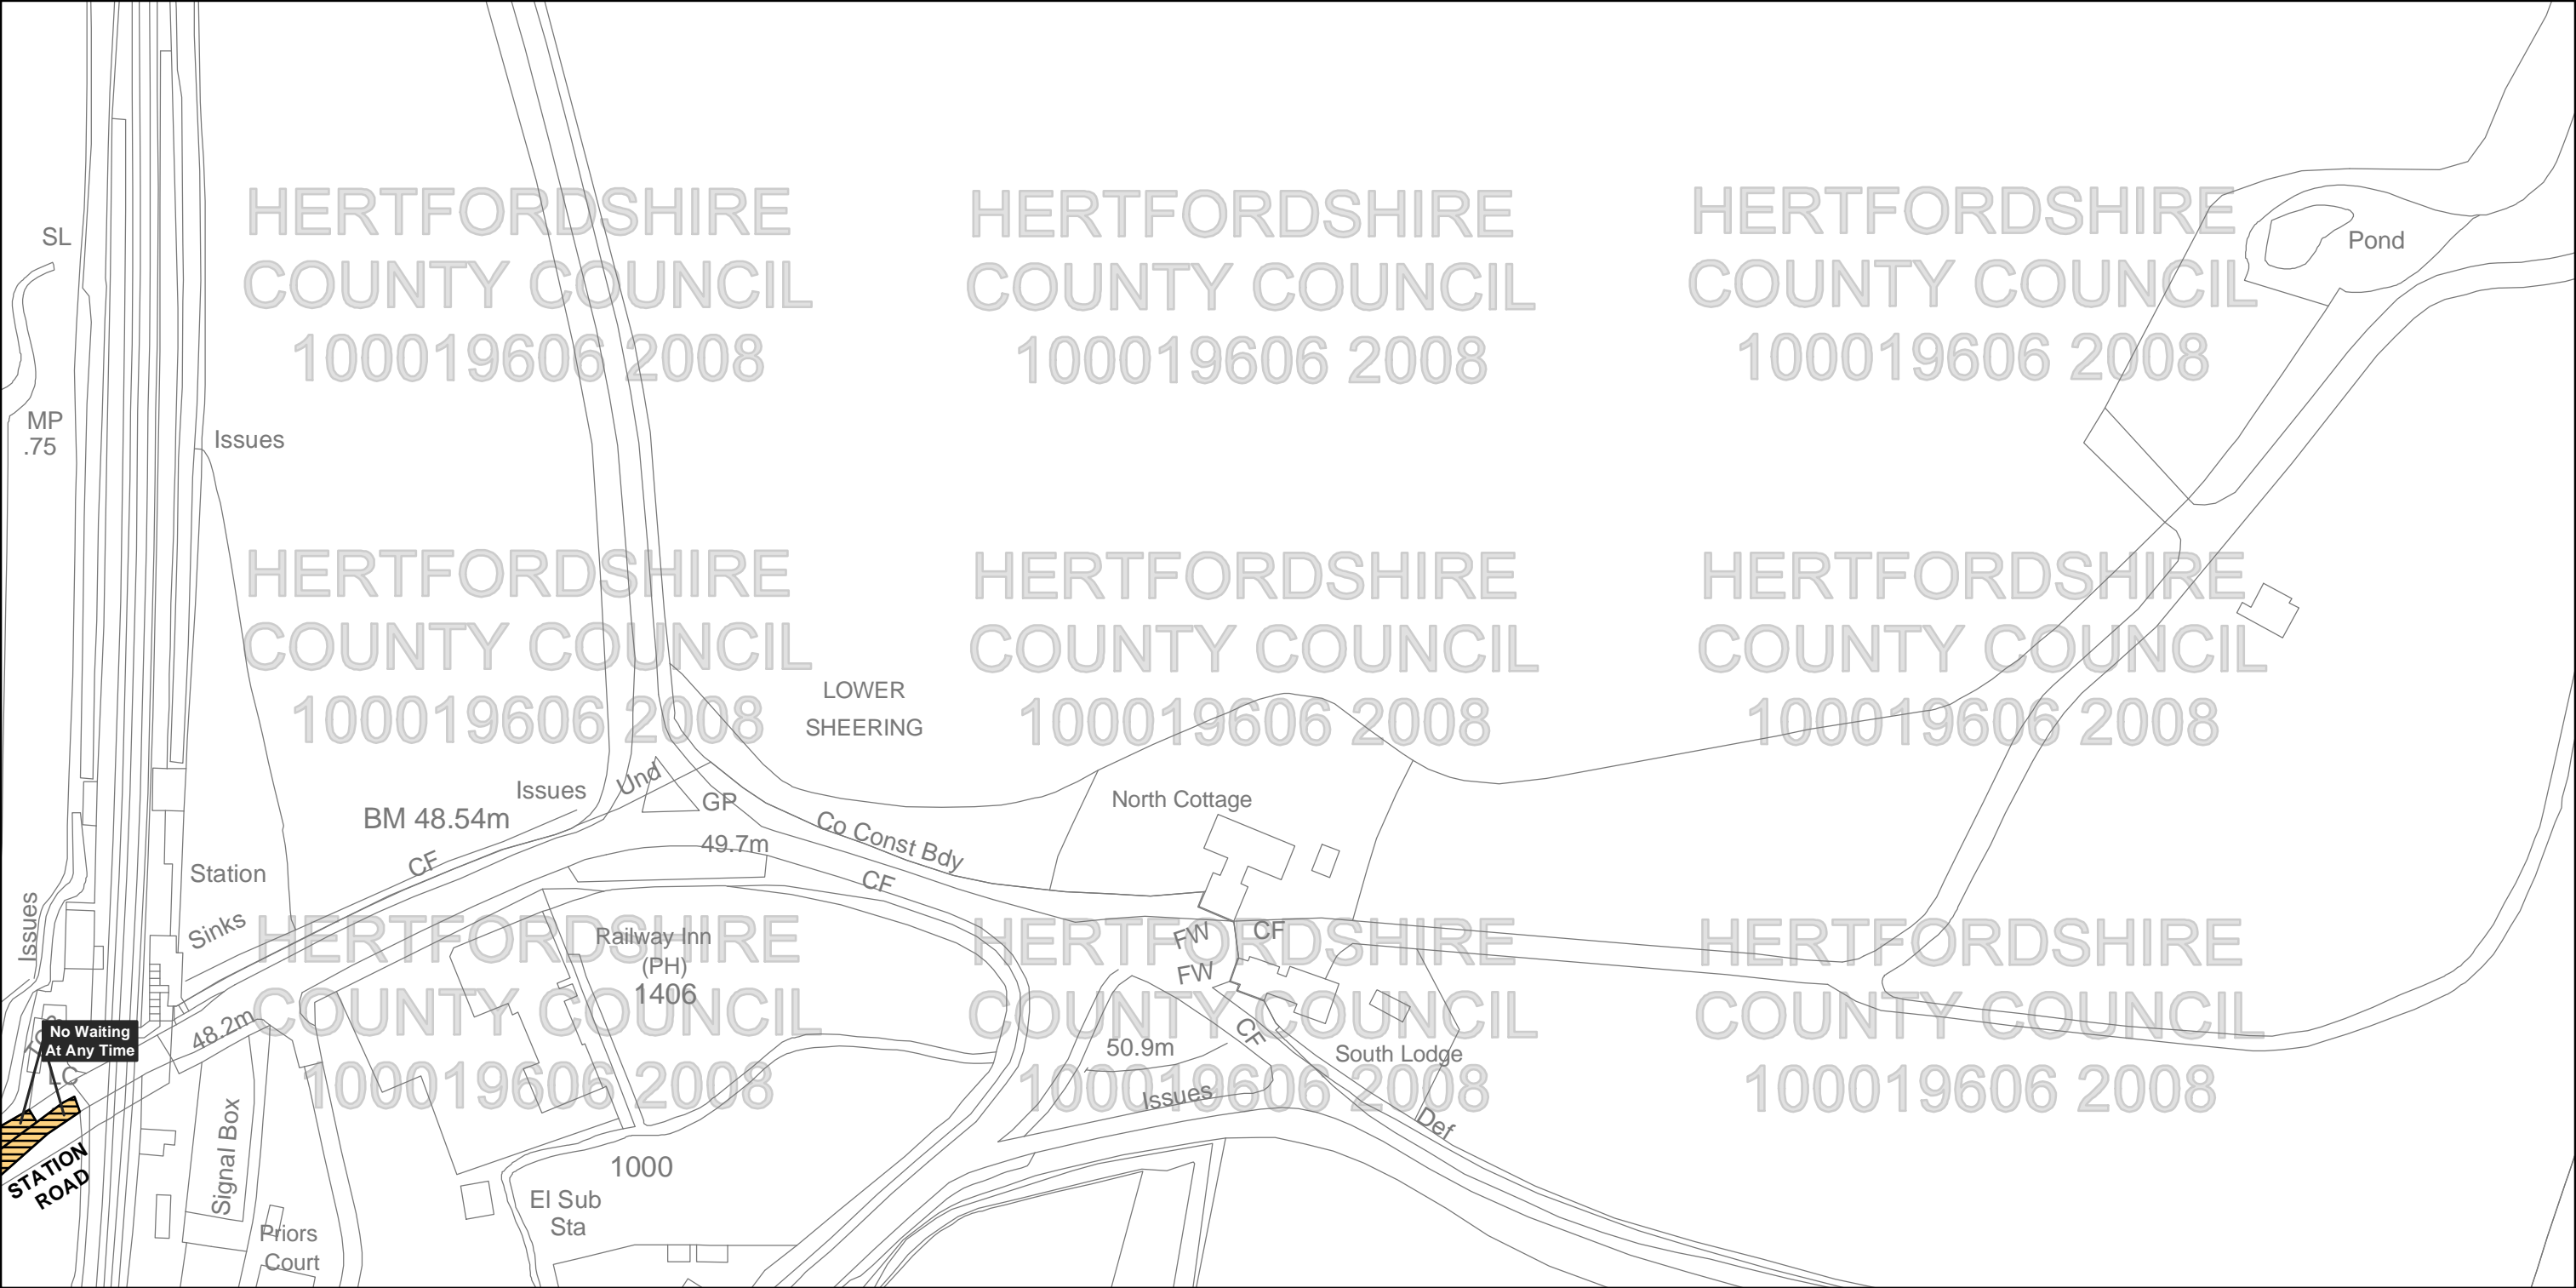 HERTFORDSHIRE
COUNTY COUNCIL
100019606 2008
HERTFORDSHIRE
COUNTY COUNCIL
100019606 2008
HERTFORDSHIRE
COUNTY COUNCIL
100019606 2008
SL
Pond
MP
.75
Issues
HERTFORDSHIRE
COUNTY COUNCIL
100019606 2008
HERTFORDSHIRE
COUNTY COUNCIL
100019606 2008
HERTFORDSHIRE
COUNTY COUNCIL
100019606 2008
LOWER
SHEERING
Issues
Und
GP
BM 48.54m
North Cottage
Co Const Bdy
49.7m
CF
CF
Station
Issues
Sinks
HERTFORDSHIRE
COUNTY COUNCIL
100019606 2008
HERTFORDSHIRE
COUNTY COUNCIL
100019606 2008
HERTFORDSHIRE
COUNTY COUNCIL
100019606 2008
Railway Inn
(PH)
1406
FW
CF
FW
CF
48.2m
No Waiting
At Any Time
LC
50.9m
South Lodge
Issues
Def
STATION
ROAD
Signal Box
1000
El Sub
Sta
Priors
Court